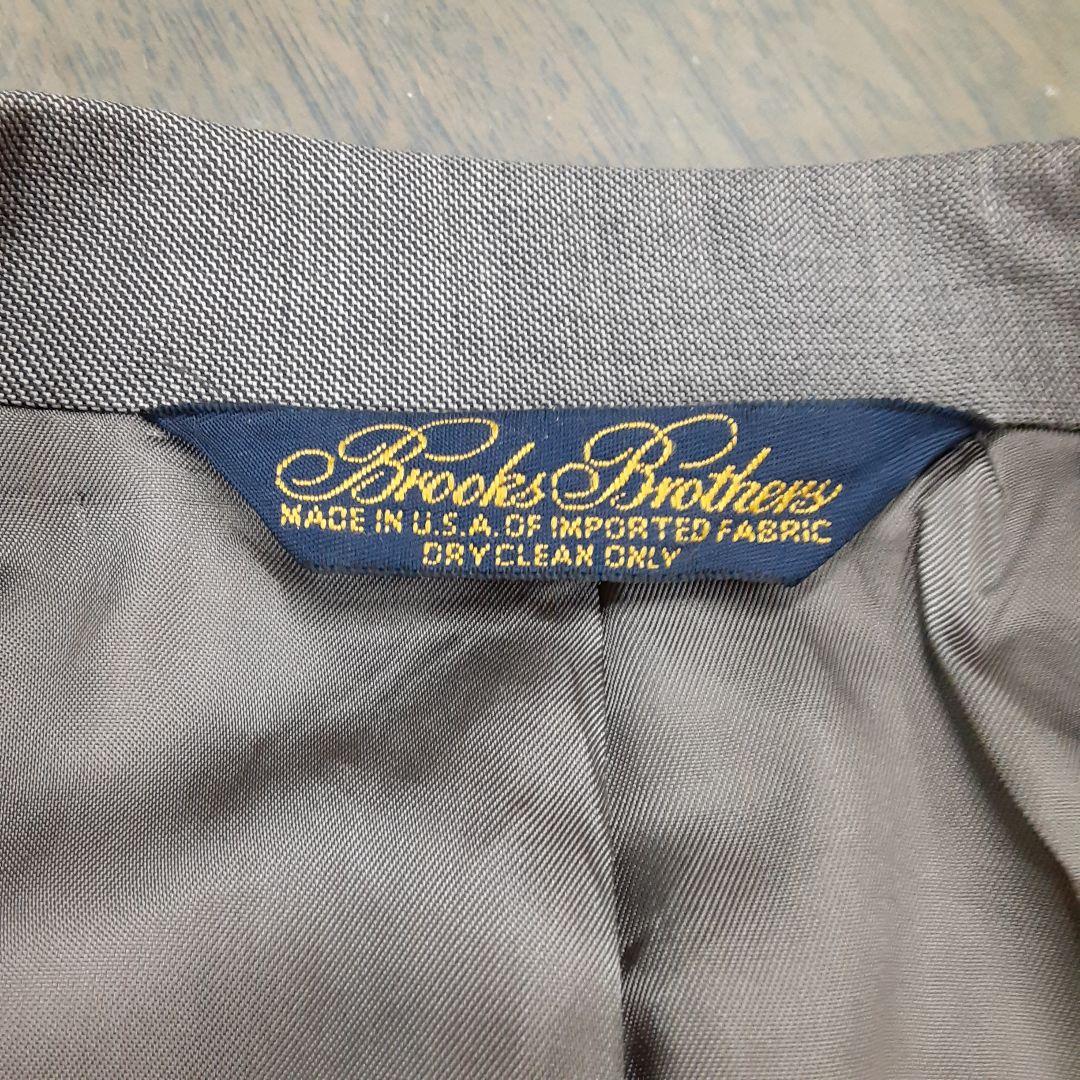 Brooks Brothers
MADE IN U.S.A. OF IMPORTED FABRIC
DRY CLEAN ONLY